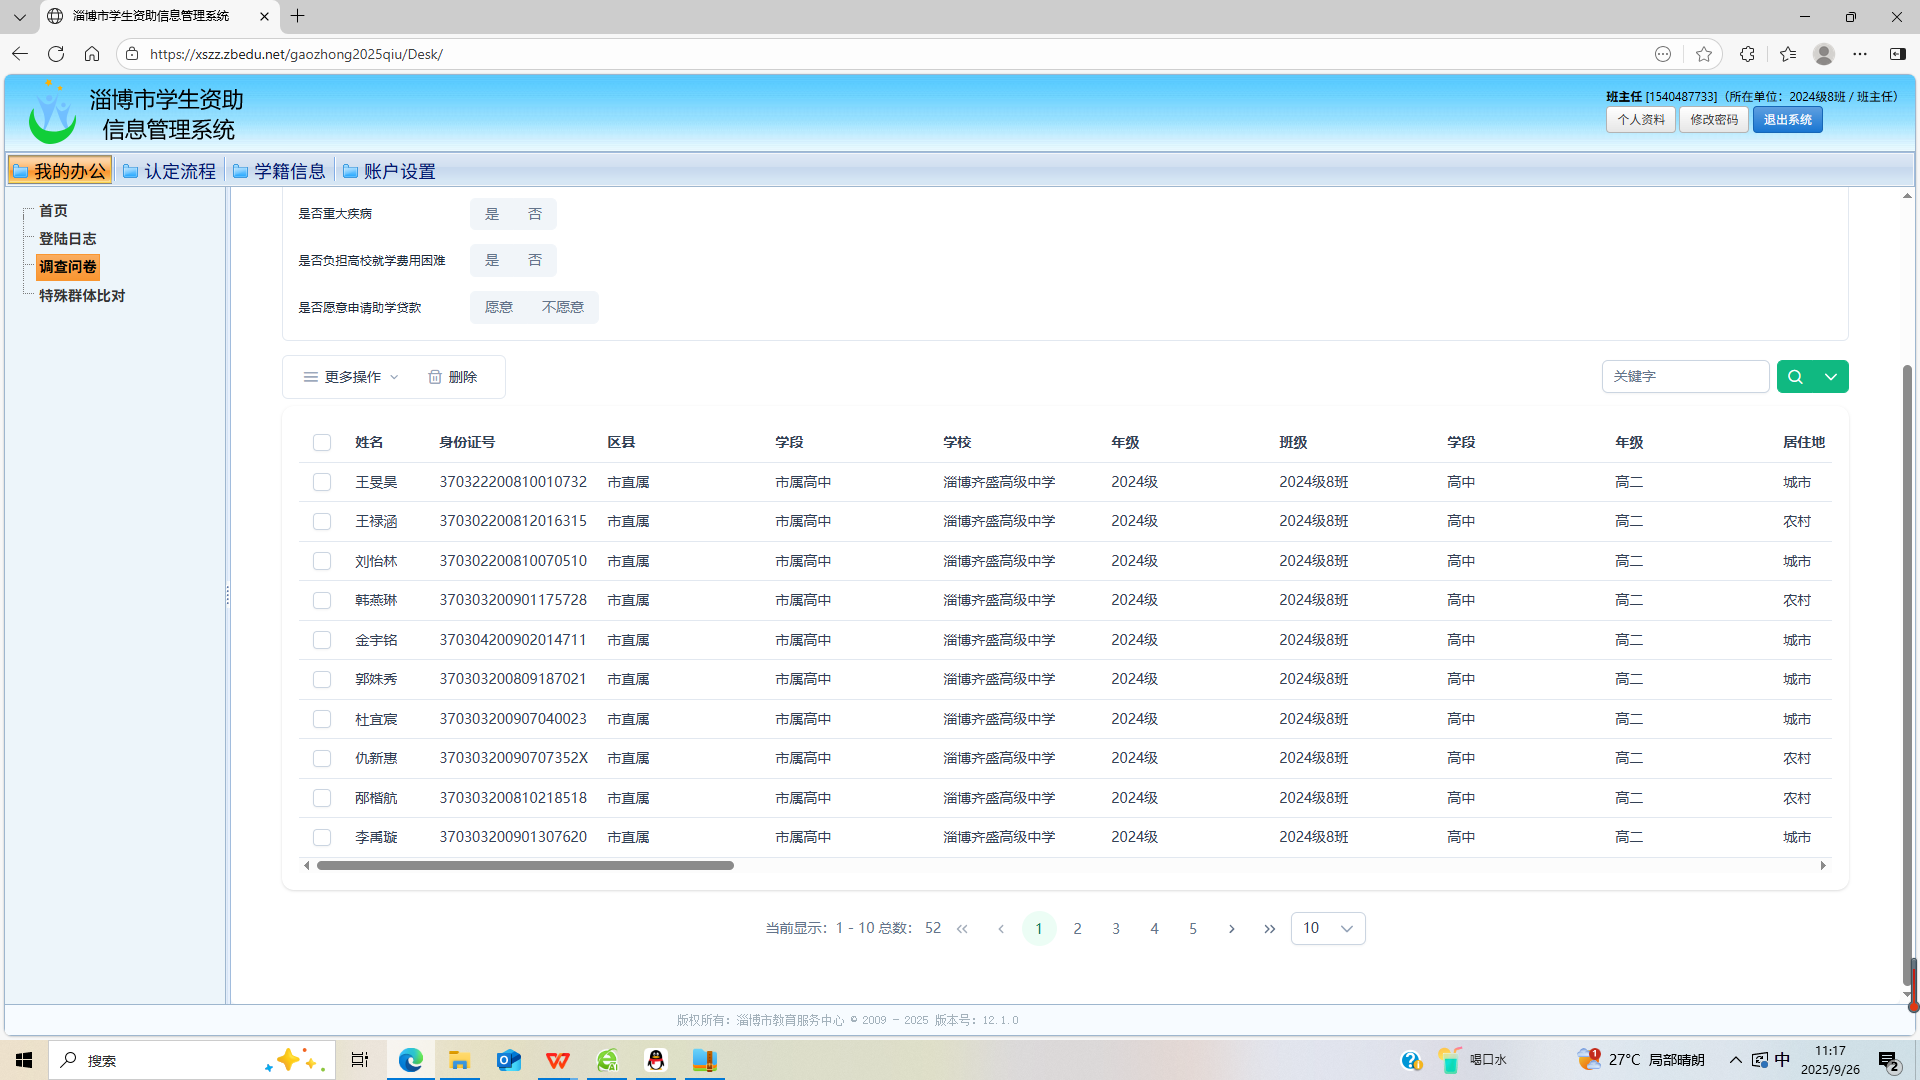 淄博市学生资助信息管理系统
https://xszz.zbedu.net/gaozhong2025qiu/Desk/
淄博市学生资助
信息管理系统
班主任 [1540487733]（所在单位：2024级8班 / 班主任）
个人资料 修改密码 退出系统
我的办公 认定流程 学籍信息 账户设置
首页
登陆日志
调查问卷
特殊群体比对
是否重大疾病 是 否
是否负担高校就学费用困难 是 否
是否愿意申请助学贷款 愿意 不愿意
更多操作 删除 关键字
姓名 身份证号 区县 学段 学校 年级 班级 学段 年级 居住地
王旻昊 370322200810010732 市直属 市属高中 淄博齐盛高级中学 2024级 2024级8班 高中 高二 城市
王禄涵 370302200812016315 市直属 市属高中 淄博齐盛高级中学 2024级 2024级8班 高中 高二 农村
刘怡林 370302200810070510 市直属 市属高中 淄博齐盛高级中学 2024级 2024级8班 高中 高二 城市
韩燕琳 370303200901175728 市直属 市属高中 淄博齐盛高级中学 2024级 2024级8班 高中 高二 农村
金宇铭 370304200902014711 市直属 市属高中 淄博齐盛高级中学 2024级 2024级8班 高中 高二 城市
郭姝秀 370303200809187021 市直属 市属高中 淄博齐盛高级中学 2024级 2024级8班 高中 高二 城市
杜宜宸 370303200907040023 市直属 市属高中 淄博齐盛高级中学 2024级 2024级8班 高中 高二 城市
仇新惠 37030320090707352X 市直属 市属高中 淄博齐盛高级中学 2024级 2024级8班 高中 高二 农村
邴楷航 370303200810218518 市直属 市属高中 淄博齐盛高级中学 2024级 2024级8班 高中 高二 农村
李禹璇 370303200901307620 市直属 市属高中 淄博齐盛高级中学 2024级 2024级8班 高中 高二 城市
当前显示：1 - 10 总数： 52 1 2 3 4 5 10
版权所有：淄博市教育服务中心 © 2009 - 2025 版本号：12.1.0
搜索 喝口水 1 27°C 局部晴朗 中 11:17
2025/9/26 2